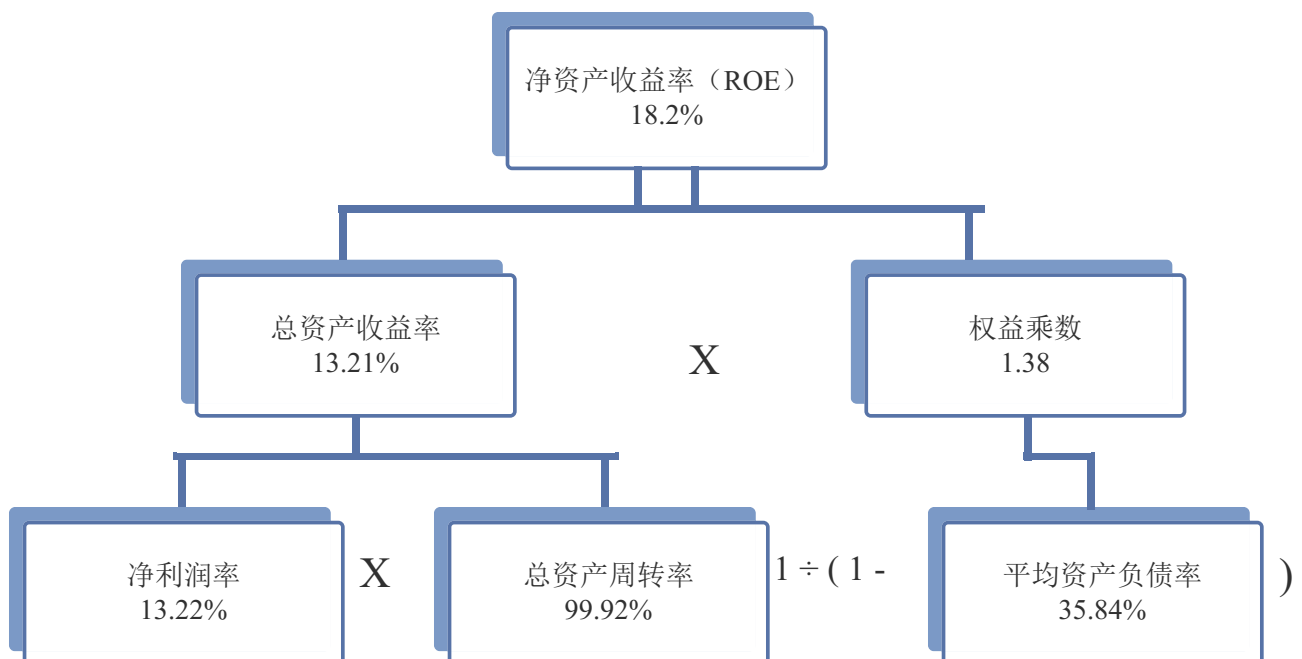 净资产收益率（ROE）
18.2%
总资产收益率
13.21%
X
权益乘数
1.38
净利润率
13.22%
X
总资产周转率
99.92%
1 ÷ ( 1 -
平均资产负债率
35.84%
)